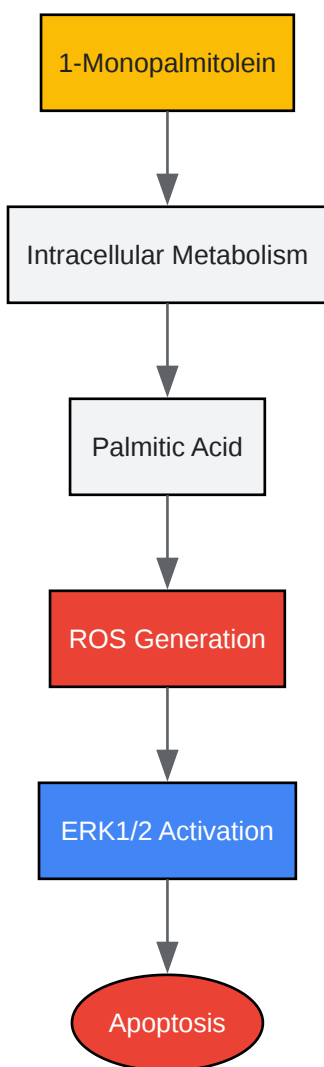 1-Monopalmitolein
Intracellular Metabolism
Palmitic Acid
ROS Generation
ERK1/2 Activation
Apoptosis